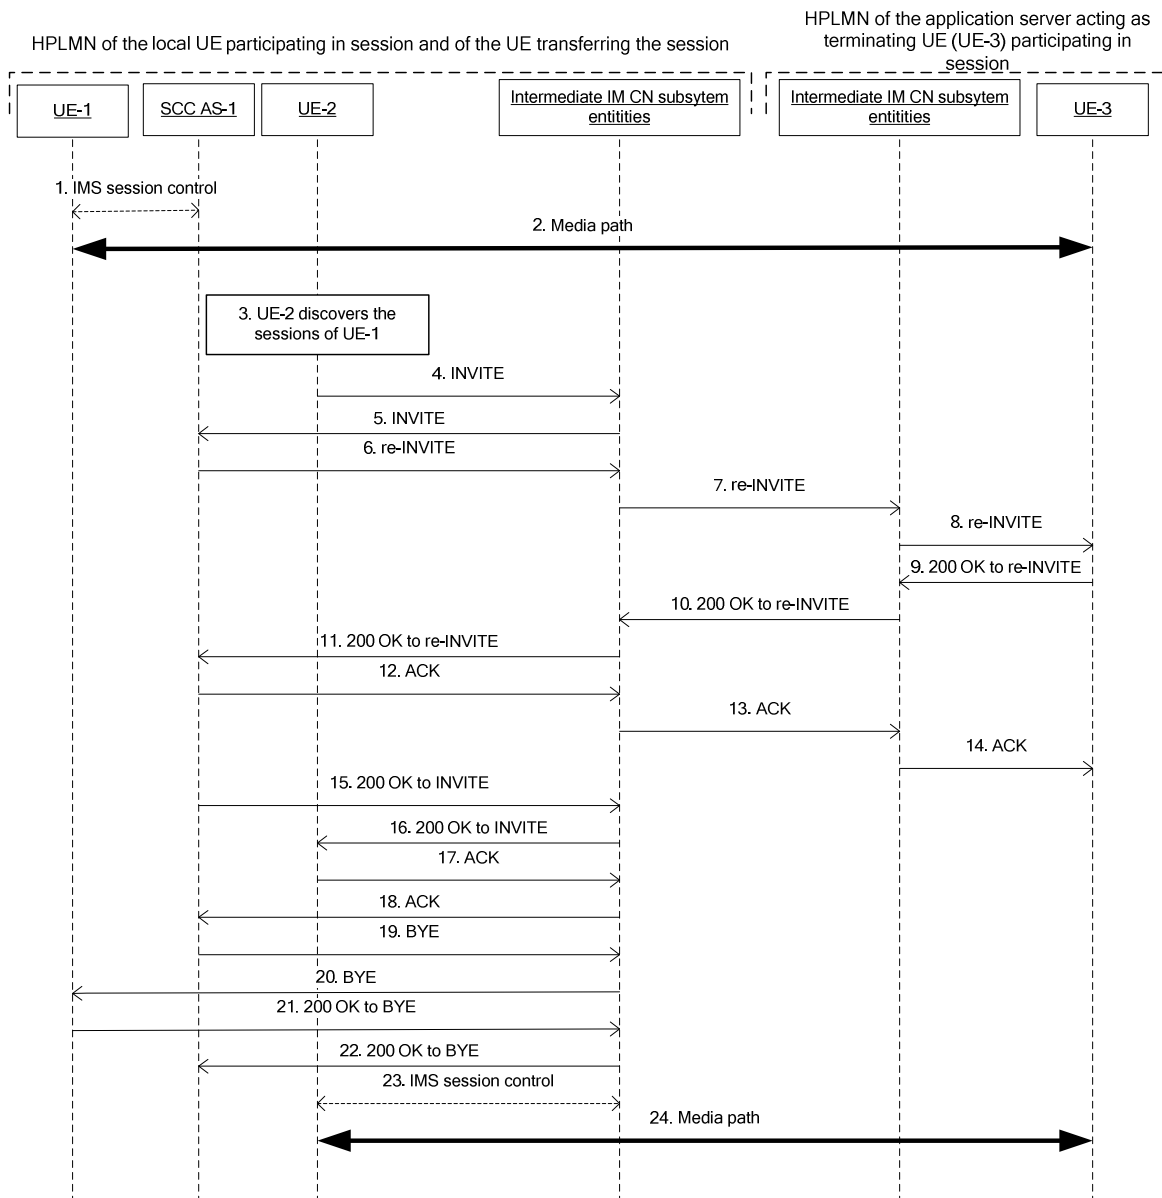 HPLMN of the local UE participating in session and of the UE transferring the session
HPLMN of the application server acting as
terminating UE (UE-3) participating in
session
UE-1
SCC AS-1
UE-2
Intermediate IM CN subsytem
entitities
Intermediate IM CN subsytem
entitities
UE-3
1. IMS session control
2. Media path
3. UE-2 discovers the
sessions of UE-1
4. INVITE
5. INVITE
6. re-INVITE
7. re-INVITE
8. re-INVITE
9. 200 OK to re-INVITE
10. 200 OK to re-INVITE
11. 200 OK to re-INVITE
12. ACK
13. ACK
14. ACK
15. 200 OK to INVITE
16. 200 OK to INVITE
17. ACK
18. ACK
19. BYE
20. BYE
21. 200 OK to BYE
22. 200 OK to BYE
23. IMS session control
24. Media path